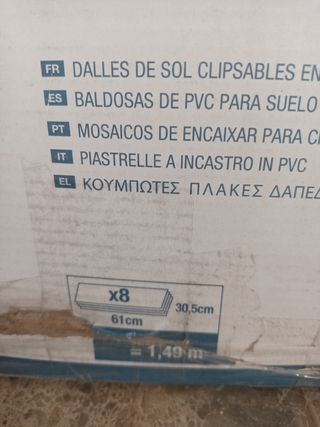 FR DALLES DE SOL CLIPSABLES EN
ES BALDOSAS DE PVC PARA SUELO
PT MOSAICOS DE ENCAIXAR PARA
IT PIASTRELLE A INCASTRO IN PVC
EL ΚΟΥΜΠΩΤΕΣ ΠΛΑΚΕΣ
x8
30,5cm
61cm
= 1,49 m